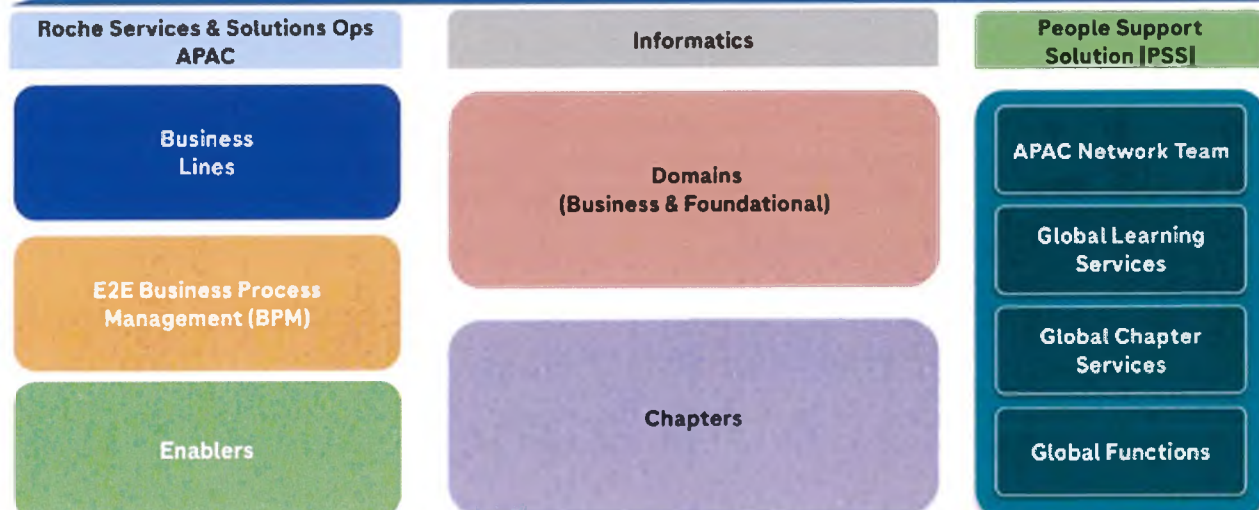 Roche Services & Solutions Ops
APAC
Business
Lines
E2E Business Process
Management (BPM)
Enablers
Informatics
Domains
(Business & Foundational)
Chapters
People Support
Solution |PSS|
APAC Network Team
Global Learning
Services
Global Chapter
Services
Global Functions